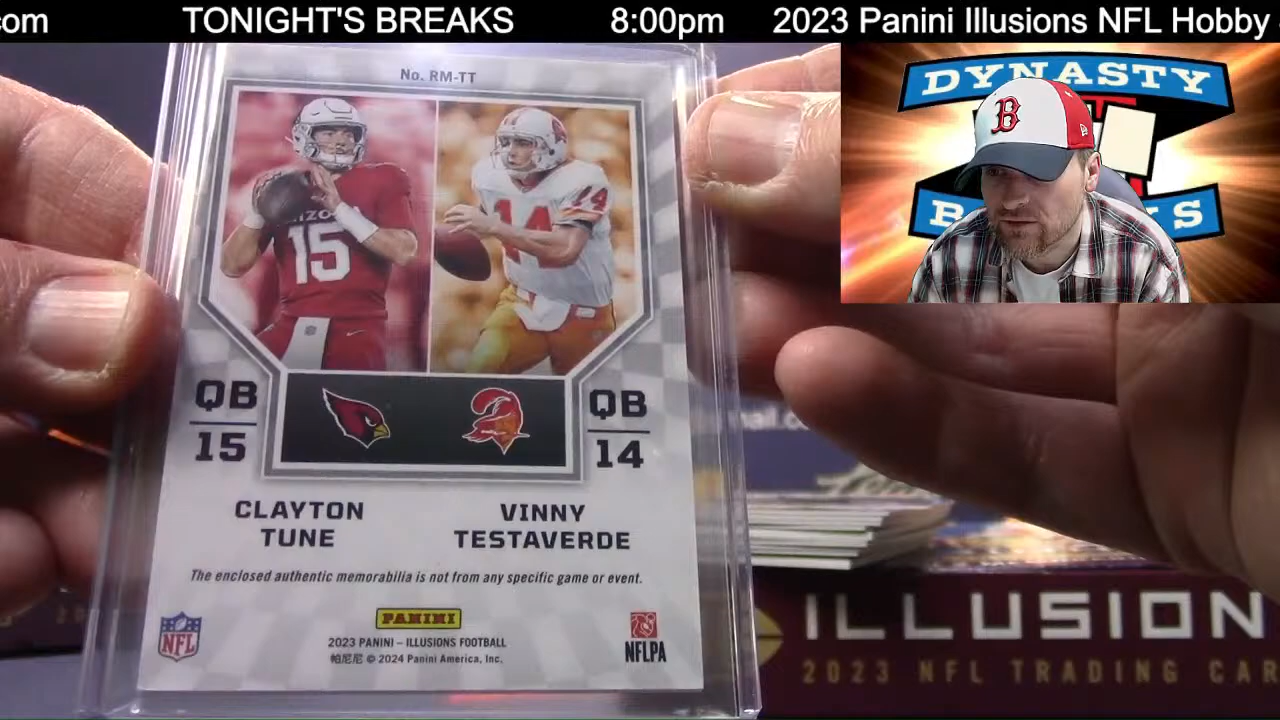 com TONIGHT'S BREAKS 8:00pm 2023 Panini Illusions NFL Hobby
No. RM-TT
DYNASTY
B
B S
15
14
QB
15
QB
14
CLAYTON
TUNE
VINNY
TESTAVERDE
The enclosed authentic memorabilia is not from any specific game or event.
PANINI
NFL
2023 PANINI – ILLUSIONS FOOTBALL
帕尼尼 © 2024 Panini America, Inc.
NFLPA
ILLUSION
2023 NFL TRADING CAR